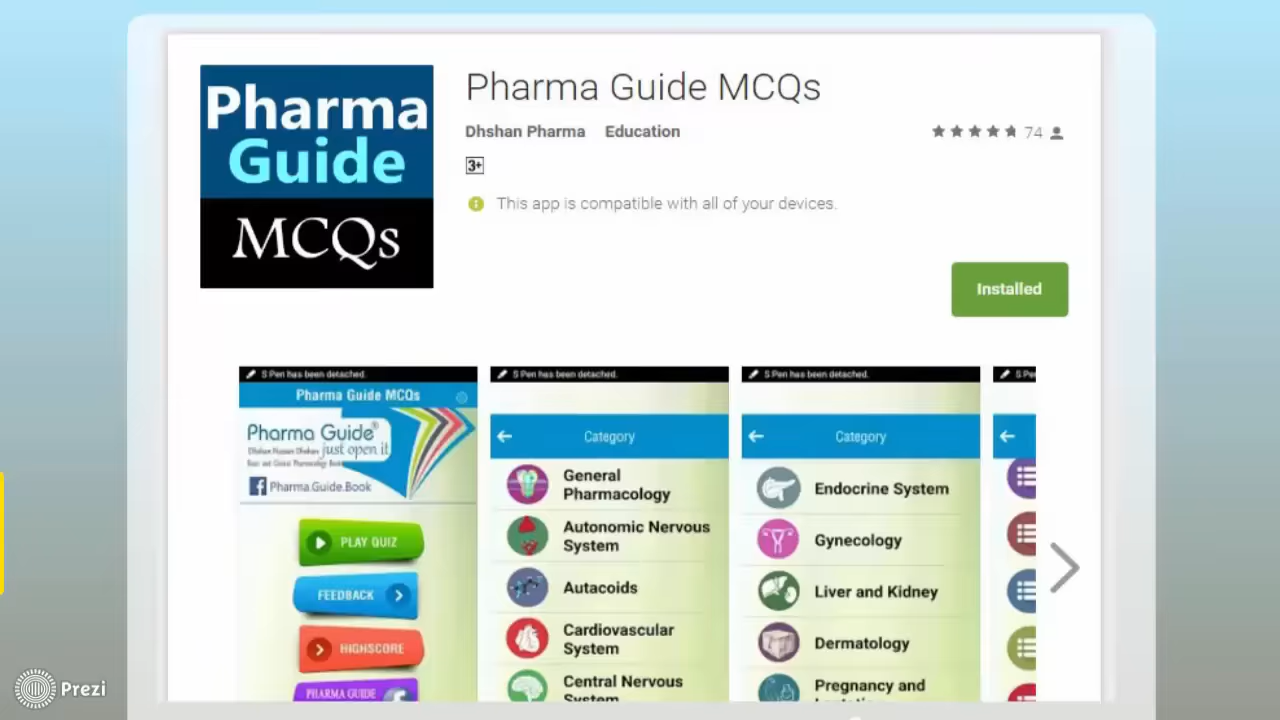 Pharma
Guide
MCQs
Pharma Guide MCQs
Dhshan Pharma Education
74
3+
This app is compatible with all of your devices.
Installed
S Pen has been detached.
Pharma Guide MCQs
Pharma Guide®
just open it
Pharma.Guide.Book
PLAY QUIZ
FEEDBACK
HIGHSCORE
PHARMA GUIDE
S Pen has been detached.
Category
General
Pharmacology
Autonomic Nervous
System
Autacoids
Cardiovascular
System
Central Nervous
System
S Pen has been detached.
Category
Endocrine System
Gynecology
Liver and Kidney
Dermatology
Pregnancy and
S Pe
Prezi